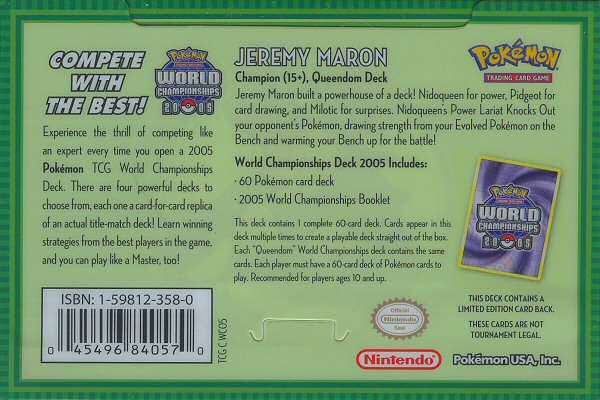 COMPETE
WITH
THE BEST!
Pokémon
WORLD
CHAMPIONSHIPS
2005
Experience the thrill of competing like
an expert every time you open a 2005
Pokémon TCG World Championships
Deck. There are four powerful decks to
choose from, each one a card-for-card replica
of an actual title-match deck! Learn winning
strategies from the best players in the game,
and you can play like a Master, too!
ISBN: 1-59812-358-0
0 45496 84057 0
TCG C WC05
JEREMY MARON
Champion (15+), Queendom Deck
Jeremy Maron built a powerhouse of a deck! Nidoqueen for power, Pidgeot for
card drawing, and Milotic for surprises. Nidoqueen's Power Lariat Knocks Out
your opponent's Pokémon, drawing strength from your Evolved Pokémon on the
Bench and warming your Bench up for the battle!
World Championships Deck 2005 Includes:
• 60 Pokémon card deck
• 2005 World Championships Booklet
This deck contains 1 complete 60-card deck. Cards appear in this
deck multiple times to create a playable deck straight out of the box.
Each "Queendom" World Championships deck contains the same
cards. Each player must have a 60-card deck of Pokémon cards to
play. Recommended for players ages 10 and up.
Pokémon
TRADING CARD GAME
Pokémon
WORLD
CHAMPIONSHIPS
2005
THIS DECK CONTAINS A
LIMITED EDITION CARD BACK.
THESE CARDS ARE NOT
TOURNAMENT LEGAL.
Official
Nintendo
Seal
Nintendo
Pokémon USA, Inc.